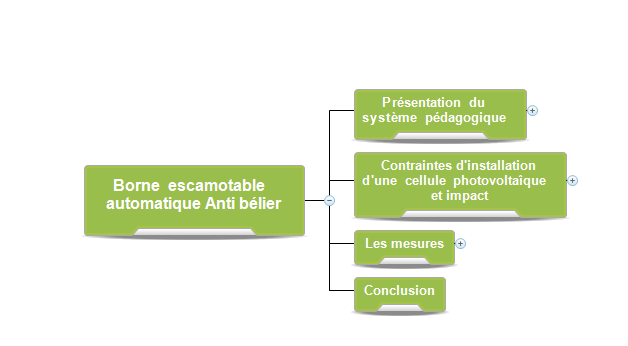 Borne escamotable
automatique Anti bélier
Présentation du
système pédagogique
Contraintes d'installation
d'une cellule photovoltaïque
et impact
Les mesures
Conclusion